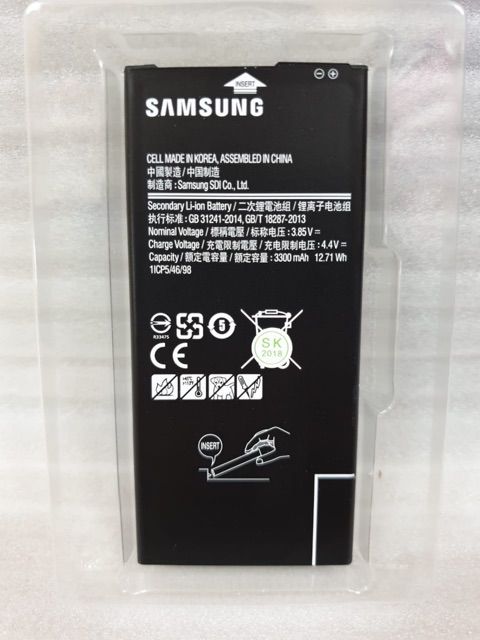 INSERT
SAMSUNG
CELL MADE IN KOREA, ASSEMBLED IN CHINA
中國製造 / 中国制造
制造商 : Samsung SDI Co., Ltd.
Secondary Li-ion Battery / 二次鋰電池組 / 锂离子电池组
执行标准 : GB 31241-2014, GB/T 18287-2013
Nominal Voltage / 標稱電壓 / 标称电压 : 3.85V ⎓
Charge Voltage / 充電限制電壓 / 充电限制电压 : 4.4V ⎓
Capacity / 額定電容量 / 额定容量 : 3300 mAh 12.71 Wh
1ICP5/46/98
R33475
5
SK
2018
CE
INSERT